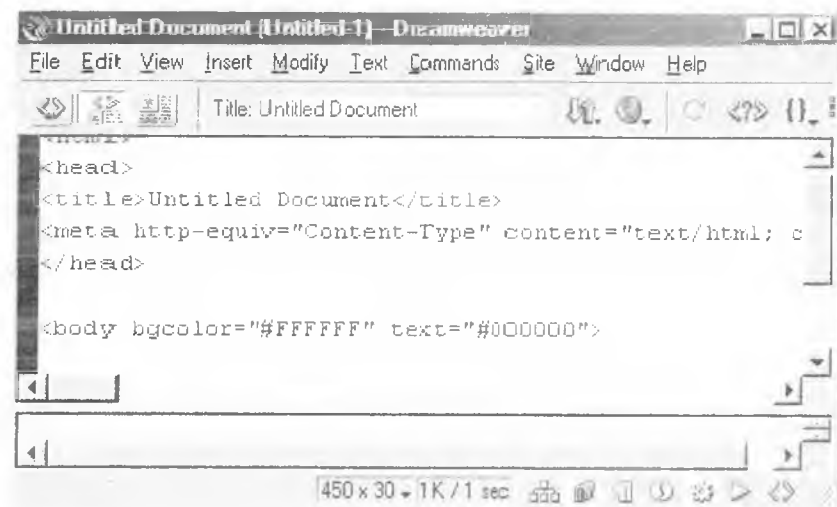 Untitled Document (Untitled-1) - Dreamweaver
File Edit View Insert Modify Text Commands Site Window Help
Title: Untitled Document
<html>
<head>
<title>Untitled Document</title>
<meta http-equiv="Content-Type" content="text/html; c
</head>
<body bgcolor="#FFFFFF" text="#000000">
450 x 30 1K / 1 sec